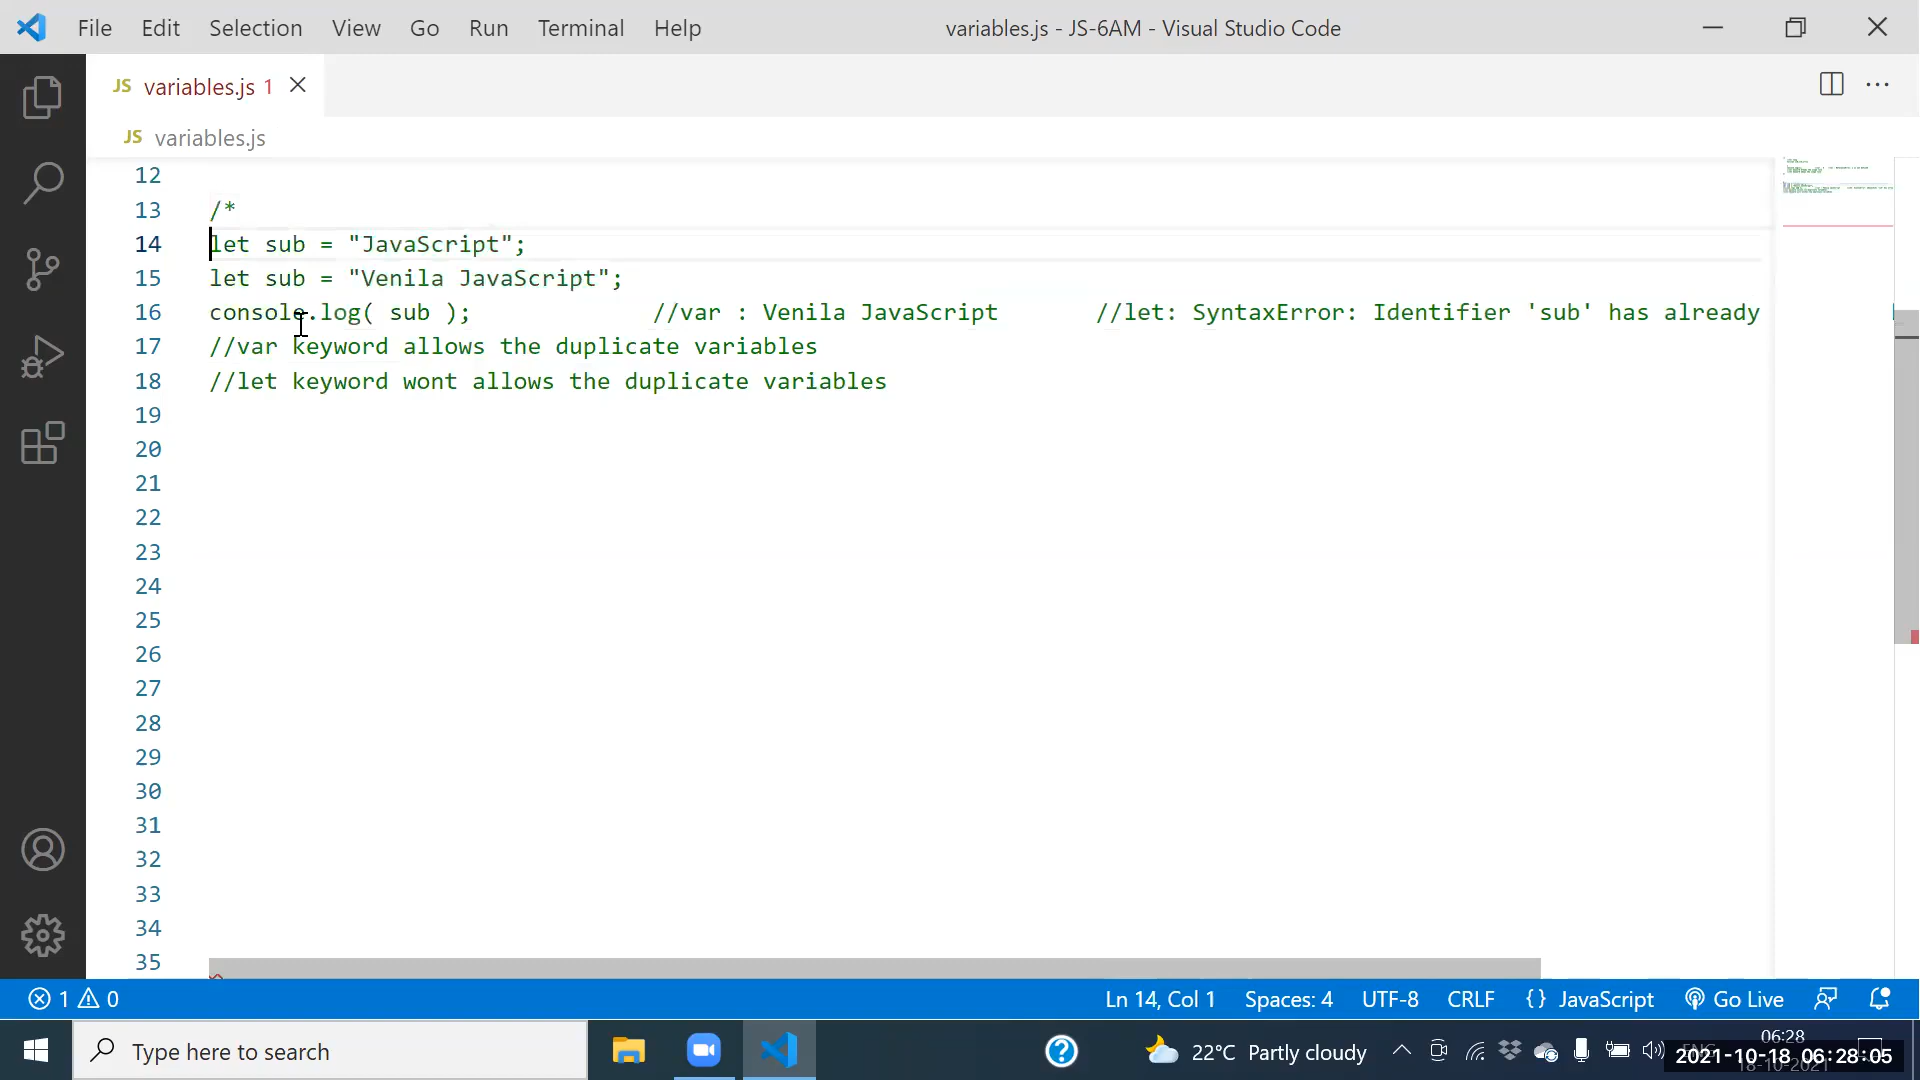 File Edit Selection View Go Run Terminal Help
variables.js - JS-6AM - Visual Studio Code
JS variables.js 1
JS variables.js
12
13 /*
14 let sub = "JavaScript";
15 let sub = "Venila JavaScript";
16 console.log( sub ); //var : Venila JavaScript //let: SyntaxError: Identifier 'sub' has already
17 //var keyword allows the duplicate variables
18 //let keyword wont allows the duplicate variables
19
20
21
22
23
24
25
26
27
28
29
30
31
32
33
34
35
1 0 Ln 14, Col 1 Spaces: 4 UTF-8 CRLF {} JavaScript Go Live
Type here to search
22°C Partly cloudy
06:28
2021-10-18 06:28:05